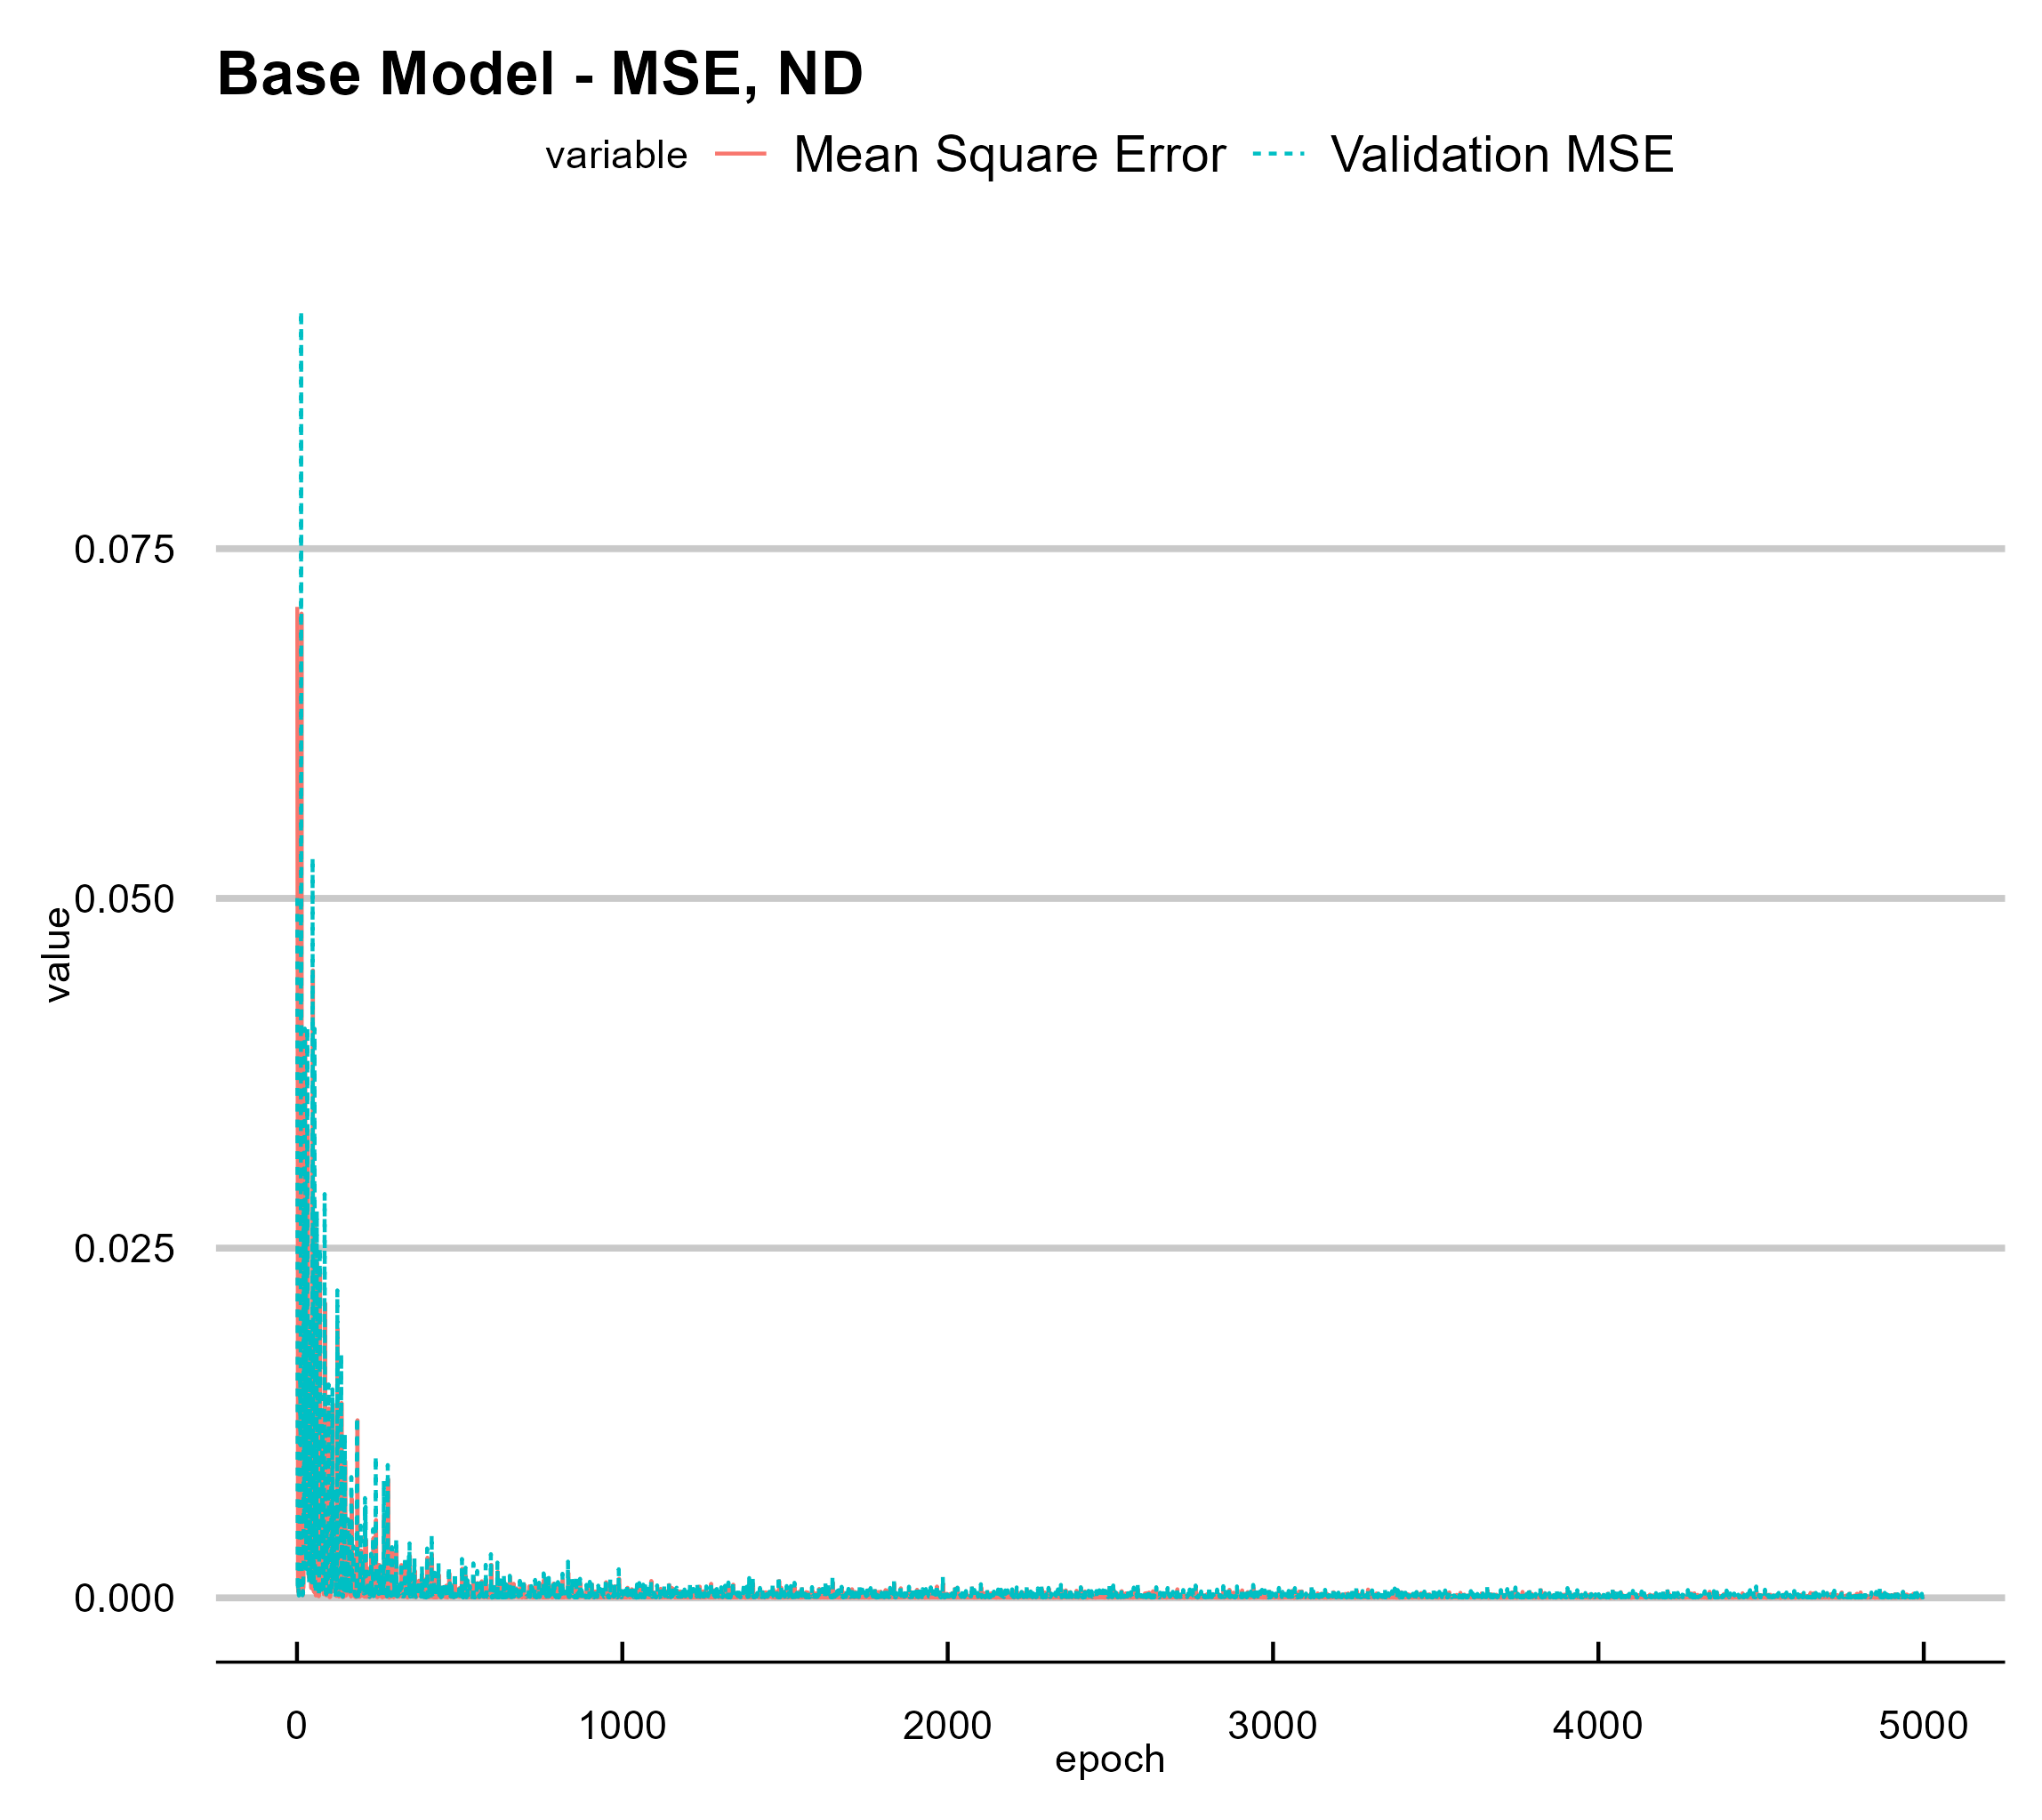 Base Model - MSE, ND
variable Mean Square Error Validation MSE
0.075
0.050
0.025
0.000
value
0 1000 2000 3000 4000 5000
epoch